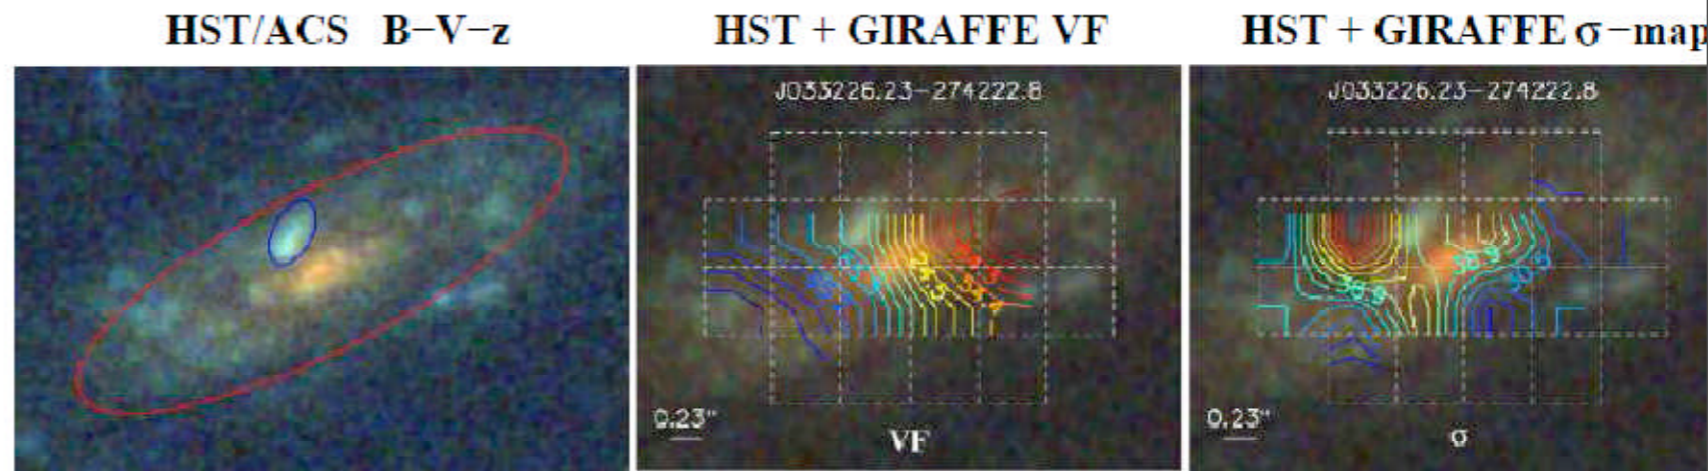 HST/ACS B−V−z
HST + GIRAFFE VF
HST + GIRAFFE σ−map
J033226.23−274222.8
J033226.23−274222.8
0.23"
VF
0.23"
σ